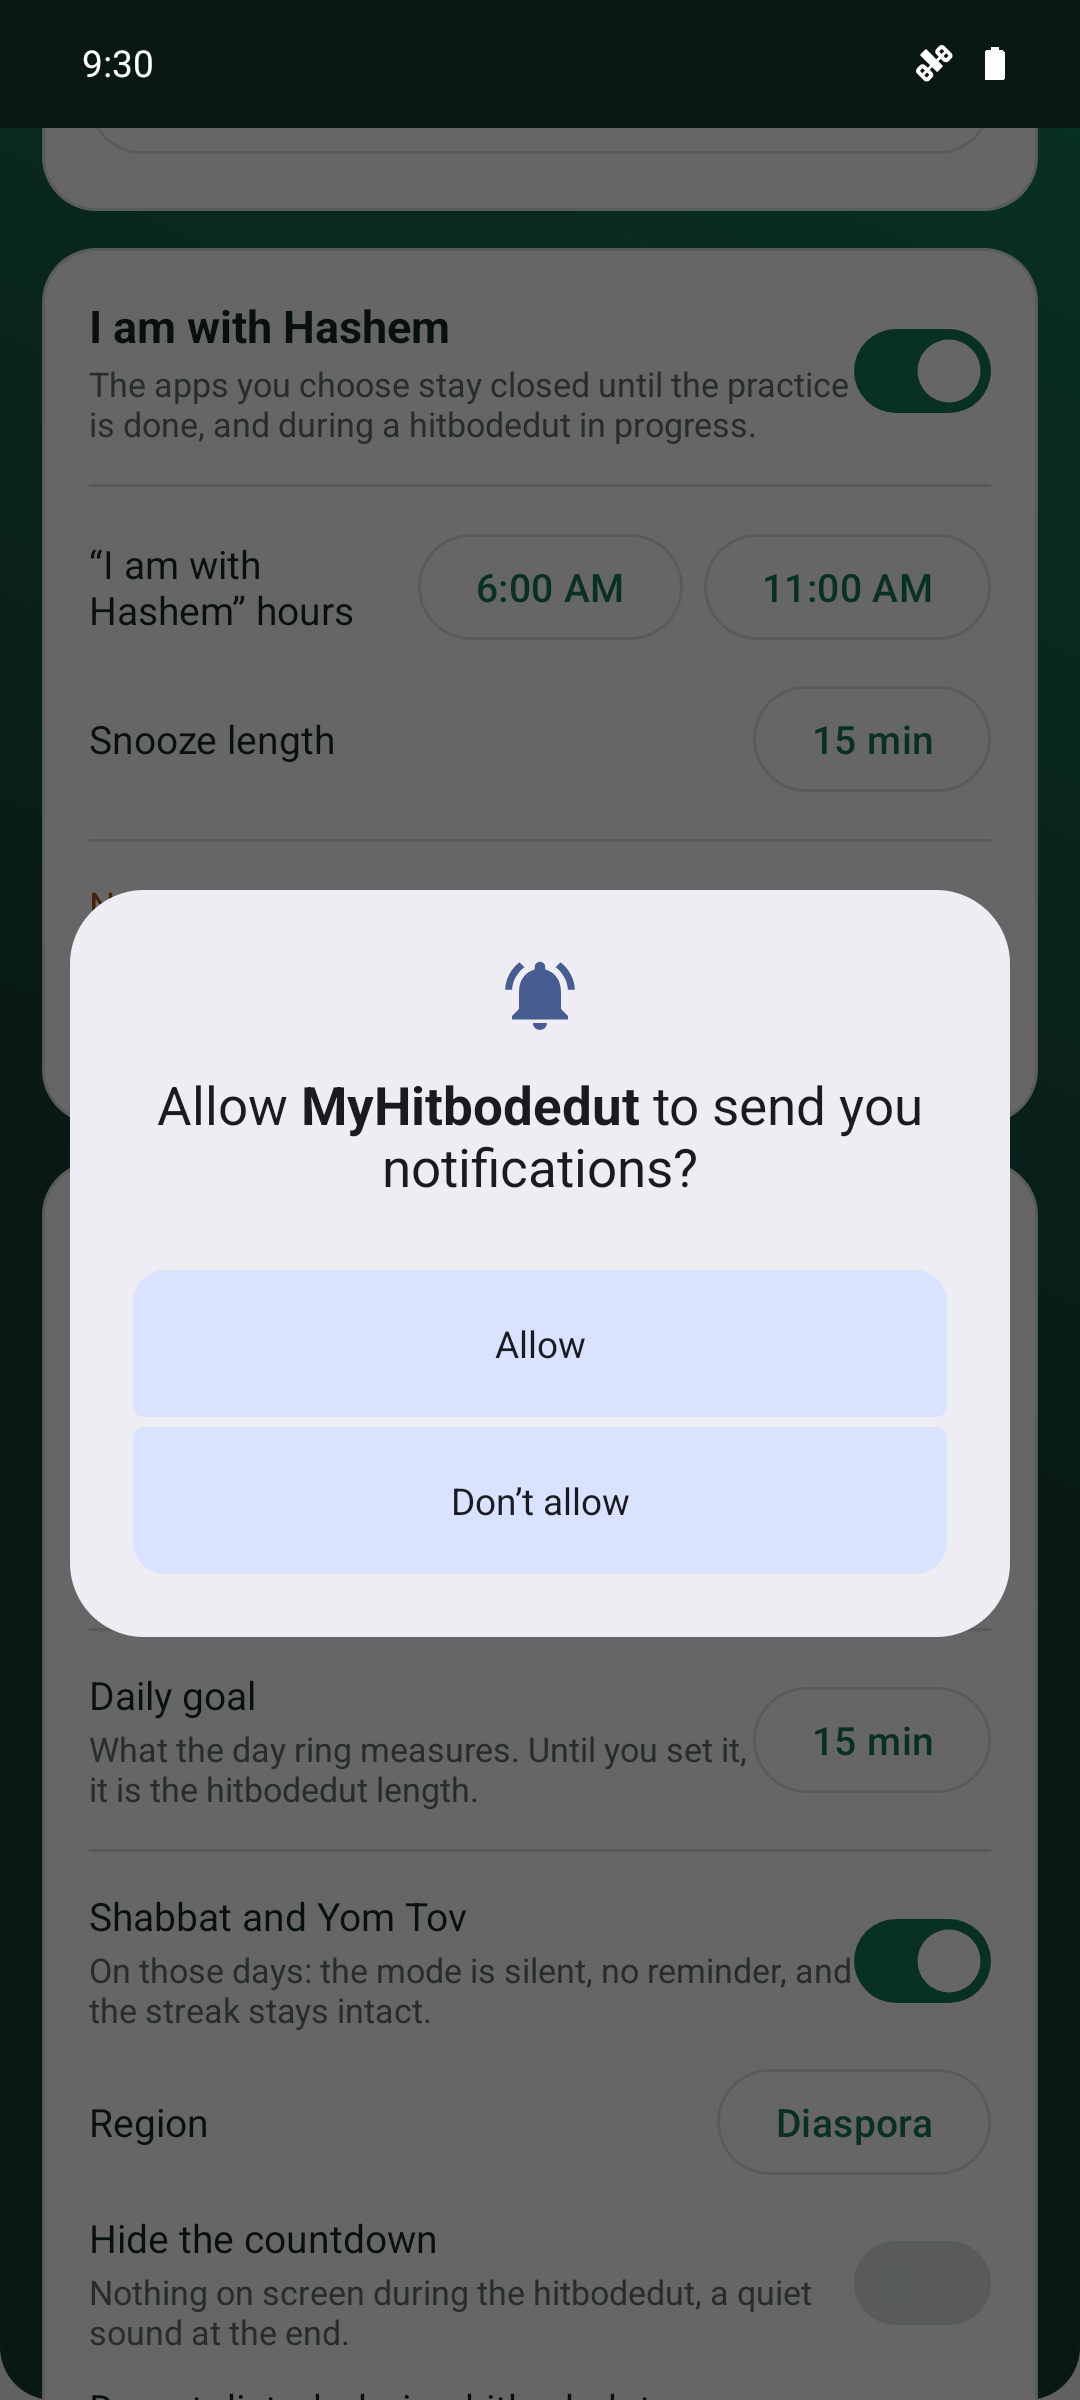 9:30
I am with Hashem
The apps you choose stay closed until the practice
is done, and during a hitbodedut in progress.
“I am with
Hashem” hours
6:00 AM
11:00 AM
Snooze length
15 min
Allow MyHitbodedut to send you
notifications?
Allow
Don’t allow
Daily goal
What the day ring measures. Until you set it,
it is the hitbodedut length.
15 min
Shabbat and Yom Tov
On those days: the mode is silent, no reminder, and
the streak stays intact.
Region
Diaspora
Hide the countdown
Nothing on screen during the hitbodedut, a quiet
sound at the end.